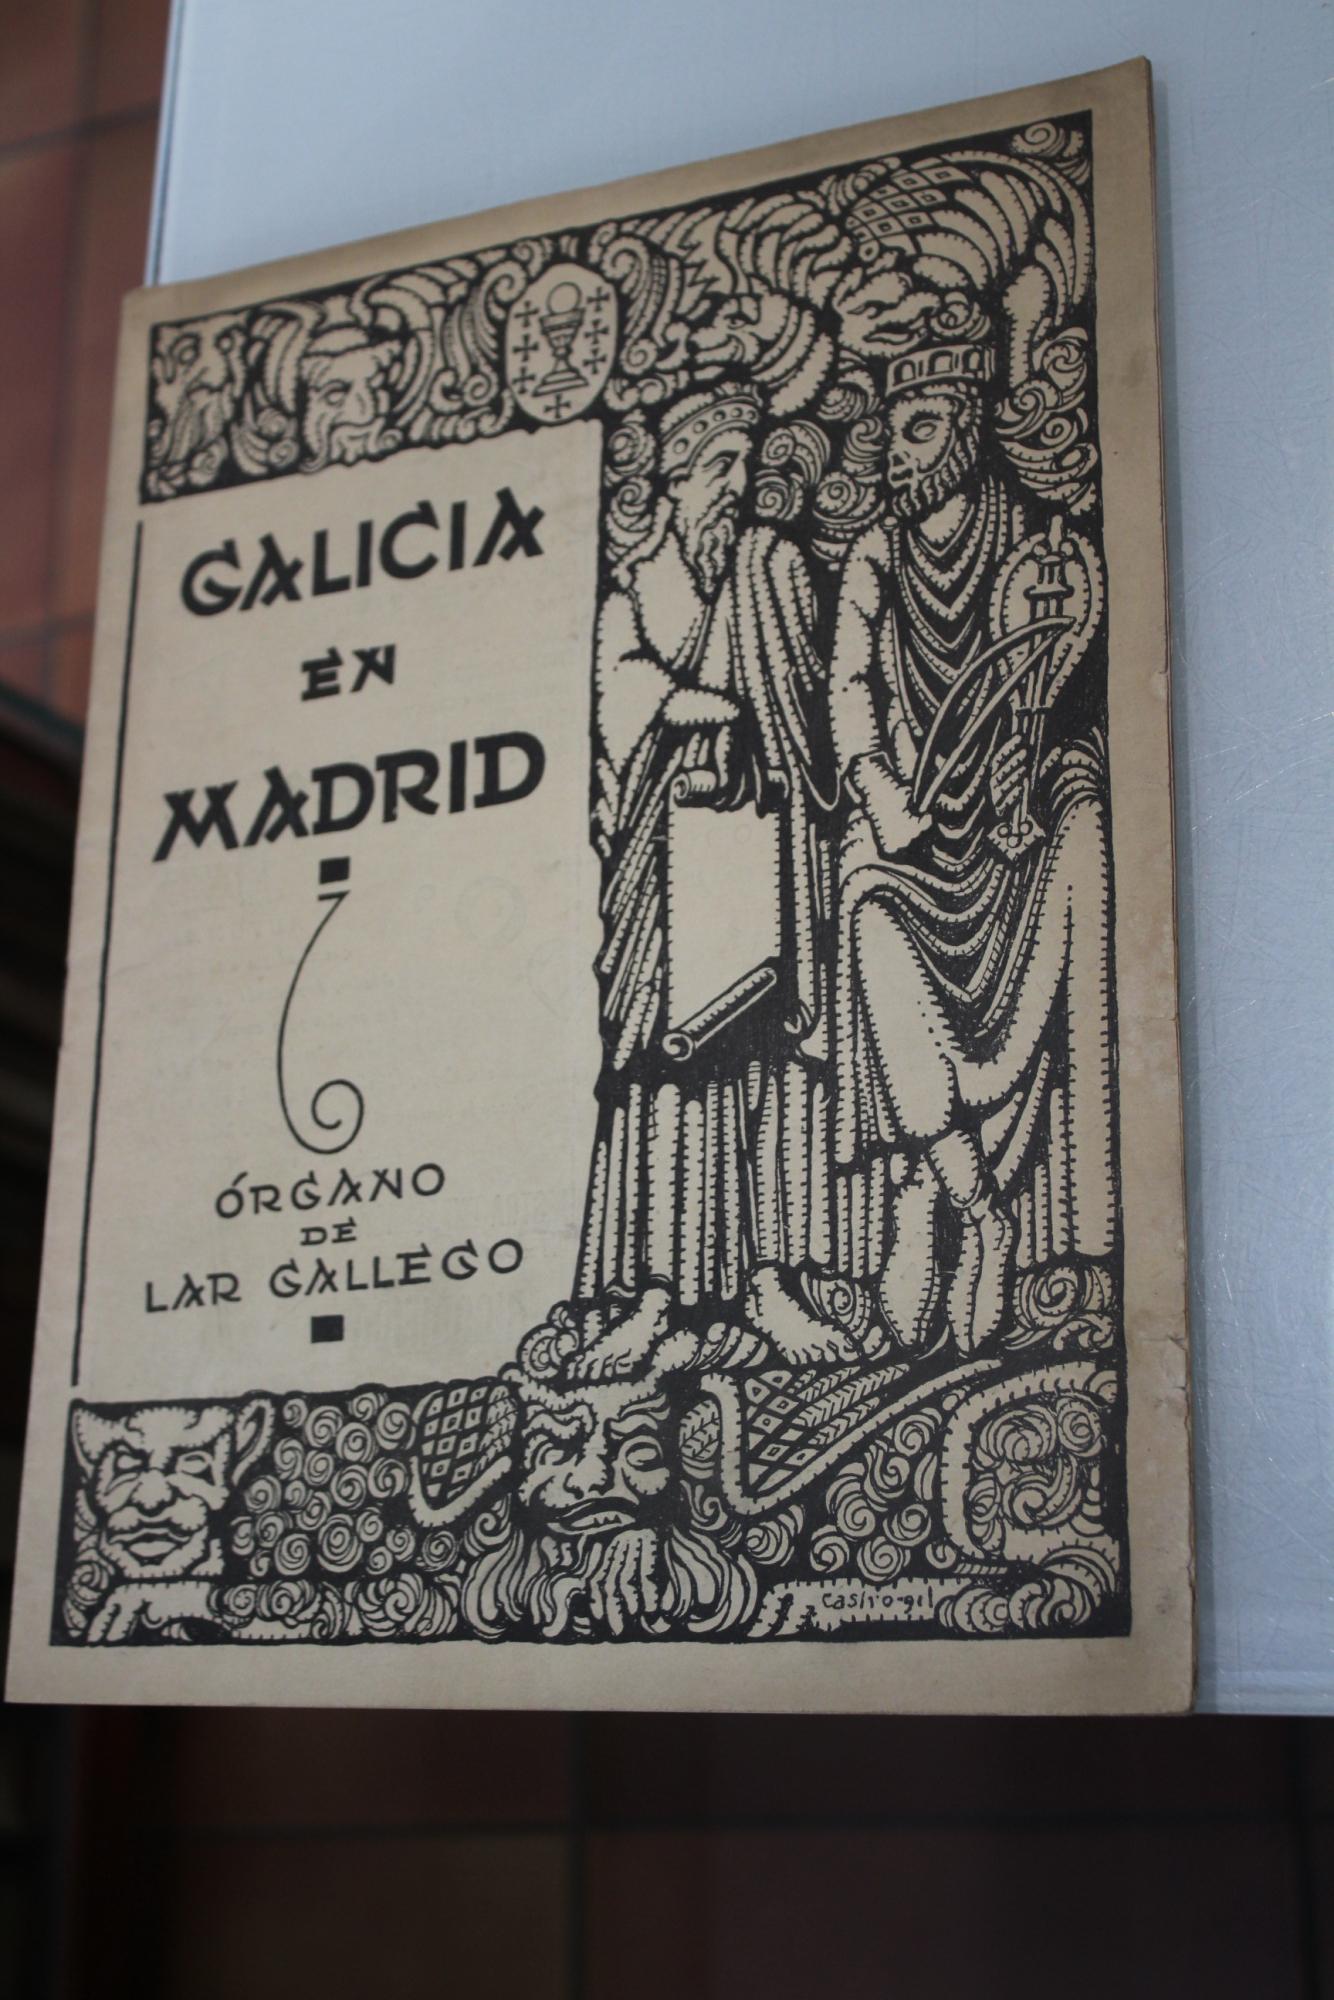 GALICIA
EN
MADRID
ÓRGANO
DE
LAR GALLEGO
castro-gil